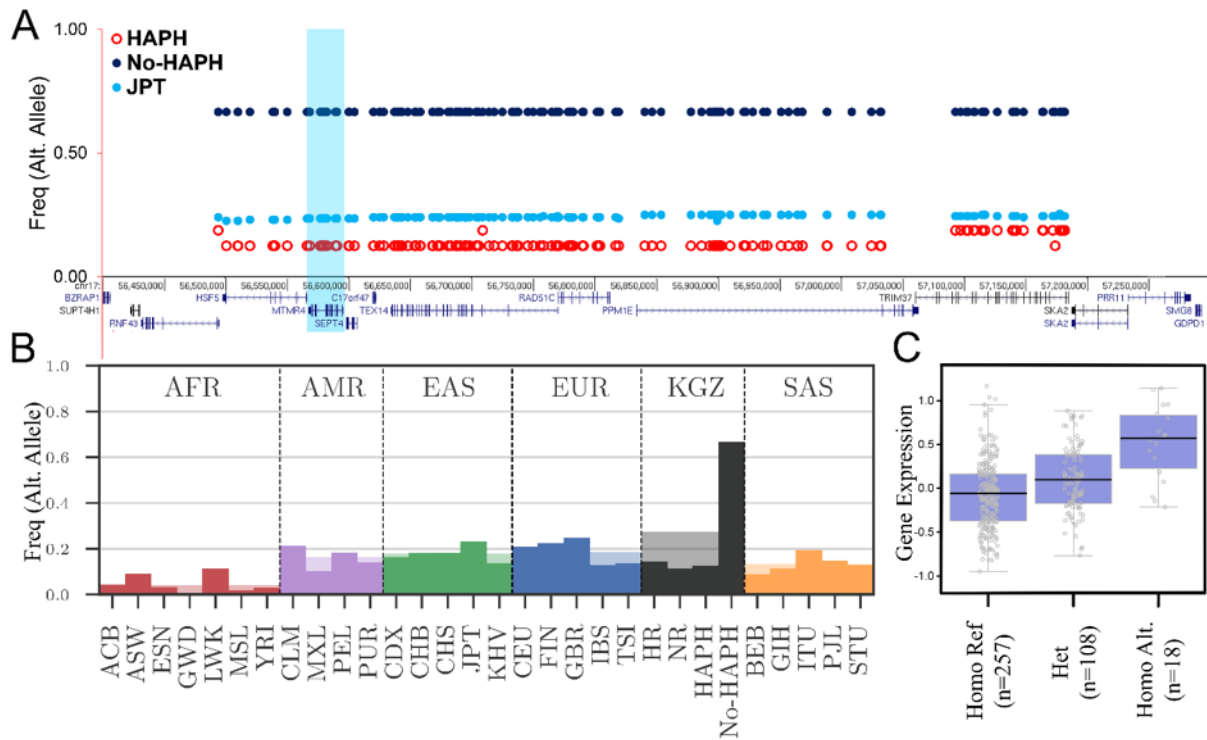 A
1.00
HAPH
No-HAPH
JPT
Freq (Alt. Allele)
0.50
0.00
chr17: 56,450,000 56,500,000 56,550,000 56,600,000 56,650,000 56,700,000 56,750,000 56,800,000 56,850,000 56,900,000 56,950,000 57,000,000 57,050,000 57,100,000 57,150,000 57,200,000 57,250,000
BZRAP1 HSF5 C17orf47 RAD51C TRIM37 PRR11
SUPT4H1 MTMR4 TEX14 PPM1E SKA2 SMG8
RNF43 SEPT4 SKA2 GDPD1
B
1.0
0.8
0.6
0.4
0.2
0.0
Freq (Alt. Allele)
AFR AMR EAS EUR KGZ SAS
ACB ASW ESN GWD LWK MSL YRI CLM MXL PEL PUR CDX CHB CHS JPT KHV CEU FIN GBR IBS TSI HR NR HAPH No-HAPH BEB GIH ITU PJL STU
C
Gene Expression
1.0
0.5
0.0
-0.5
-1.0
Homo Ref
(n=257)
Het
(n=108)
Homo Alt.
(n=18)